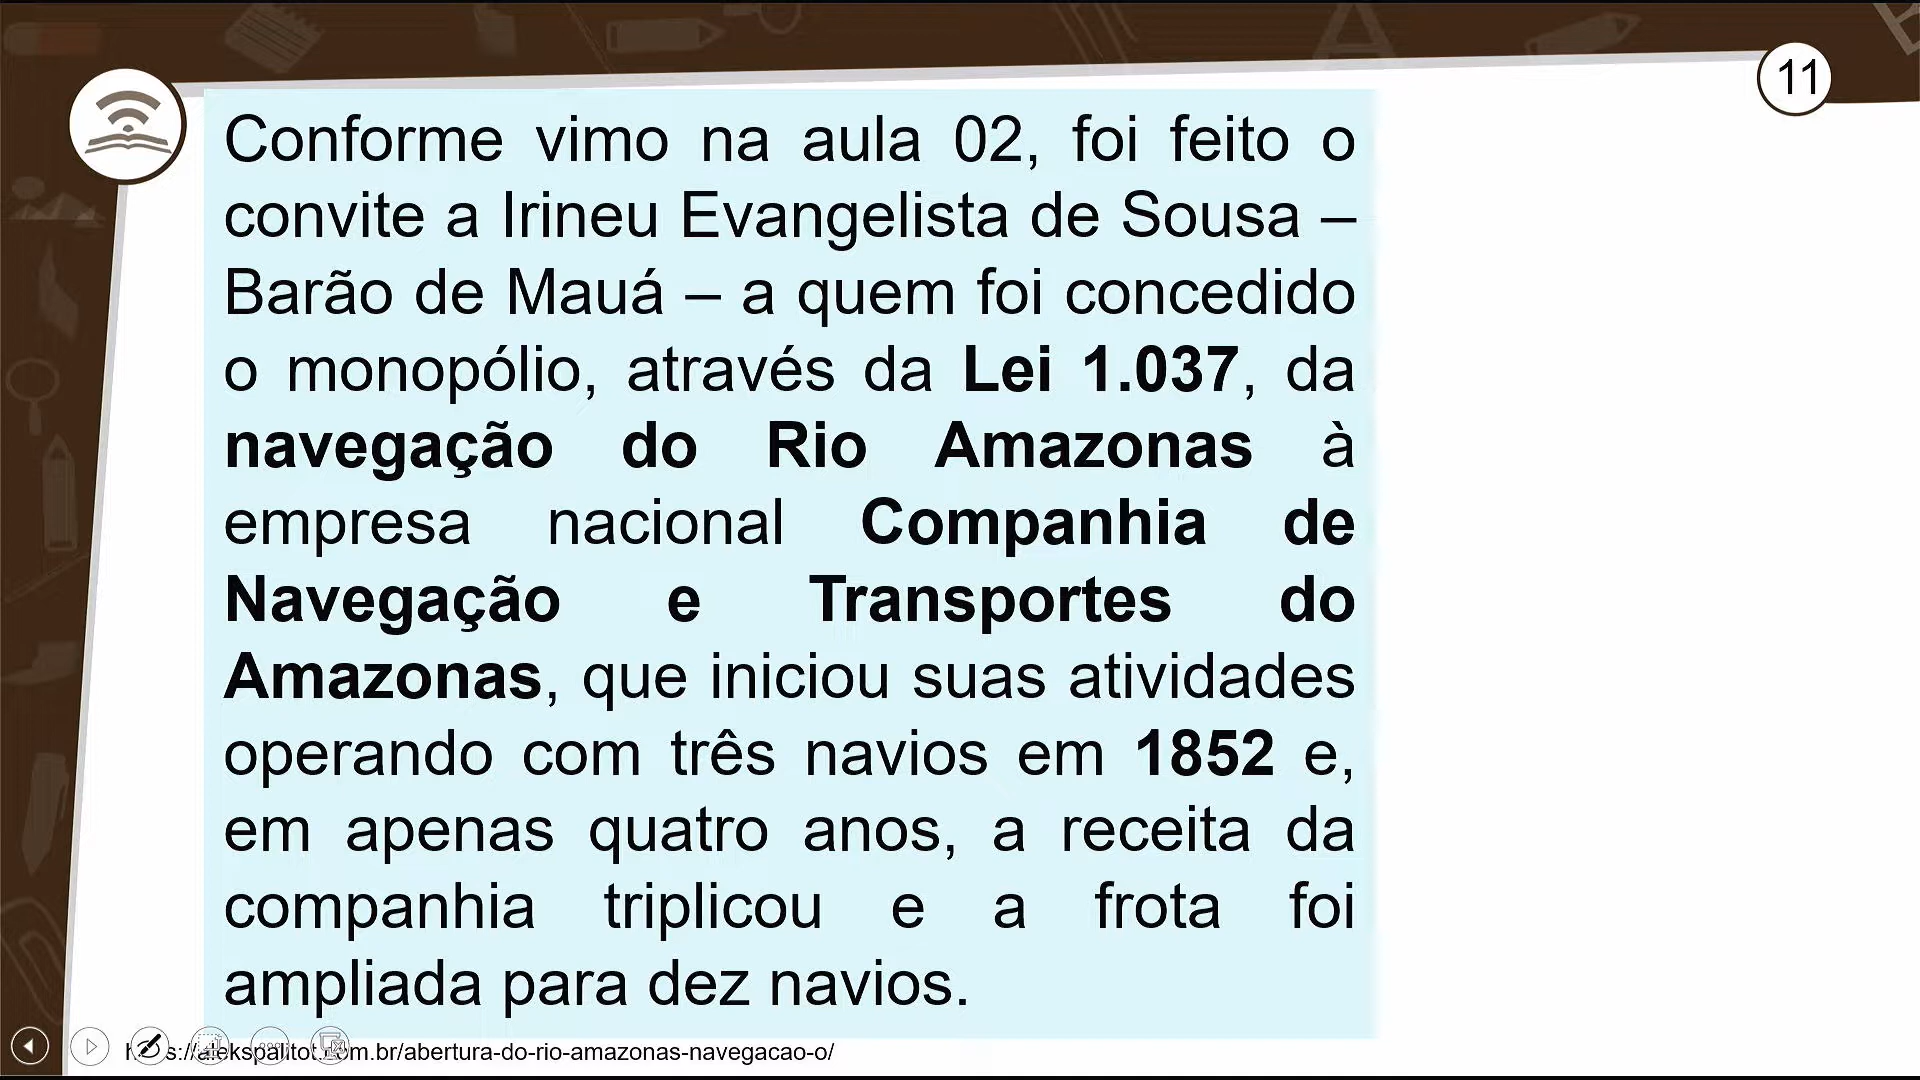 11
Conforme vimo na aula 02, foi feito o
convite a Irineu Evangelista de Sousa –
Barão de Mauá – a quem foi concedido
o monopólio, através da Lei 1.037, da
navegação do Rio Amazonas à
empresa nacional Companhia de
Navegação e Transportes do
Amazonas, que iniciou suas atividades
operando com três navios em 1852 e,
em apenas quatro anos, a receita da
companhia triplicou e a frota foi
ampliada para dez navios.
https://alekspalitot.com.br/abertura-do-rio-amazonas-navegacao-o/